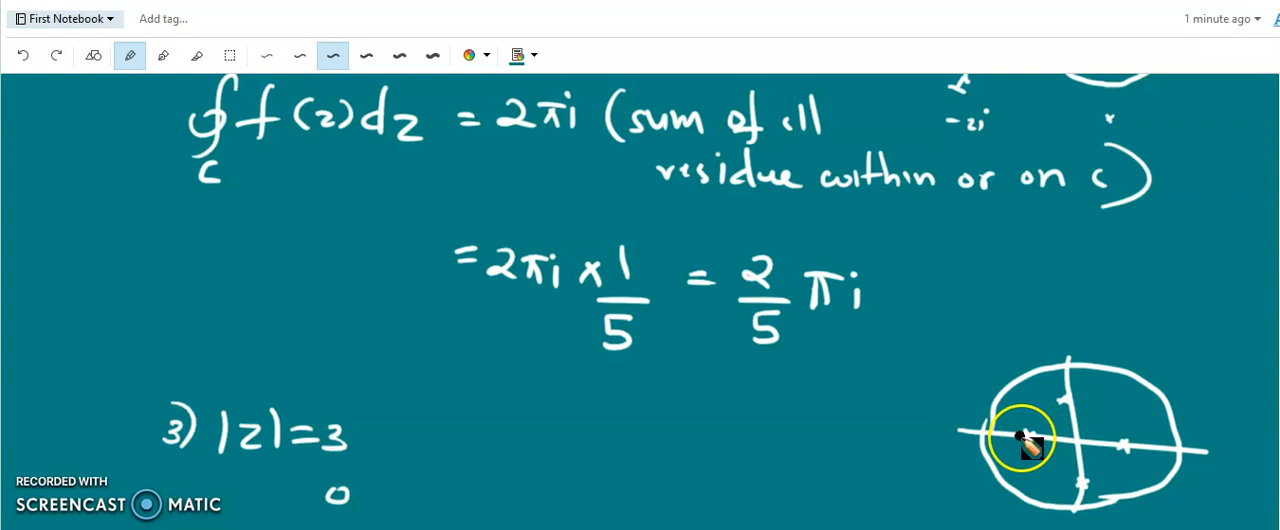 First Notebook Add tag... 1 minute ago
∮f(z)dz = 2πi (sum of all
C
-2i
residue within or on c)
= 2πi × 1/5 = 2/5 πi
3) |z|=3
0
RECORDED WITH
SCREENCAST MATIC